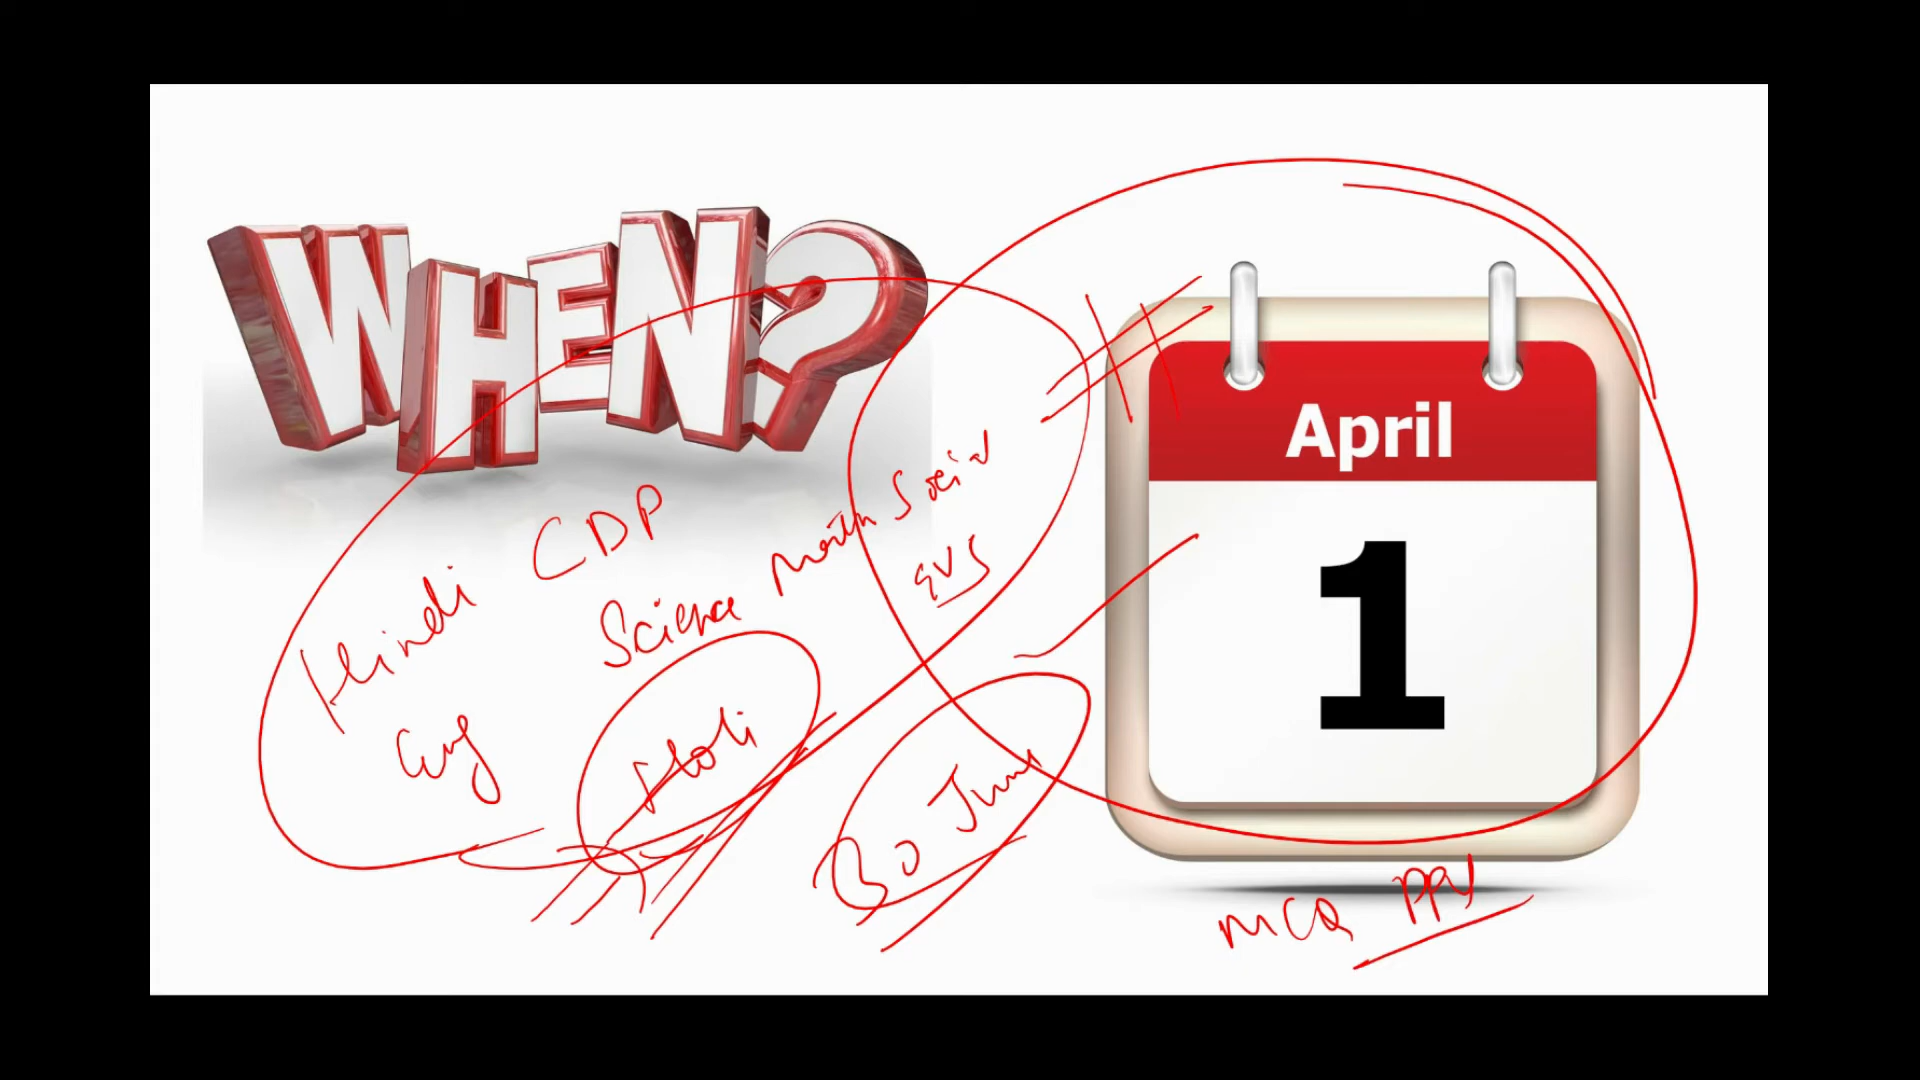 WHEN?
April
1
Hindi CDP
Science Math Social
EVS
Eng
Holi
30 June
MCQ PPY